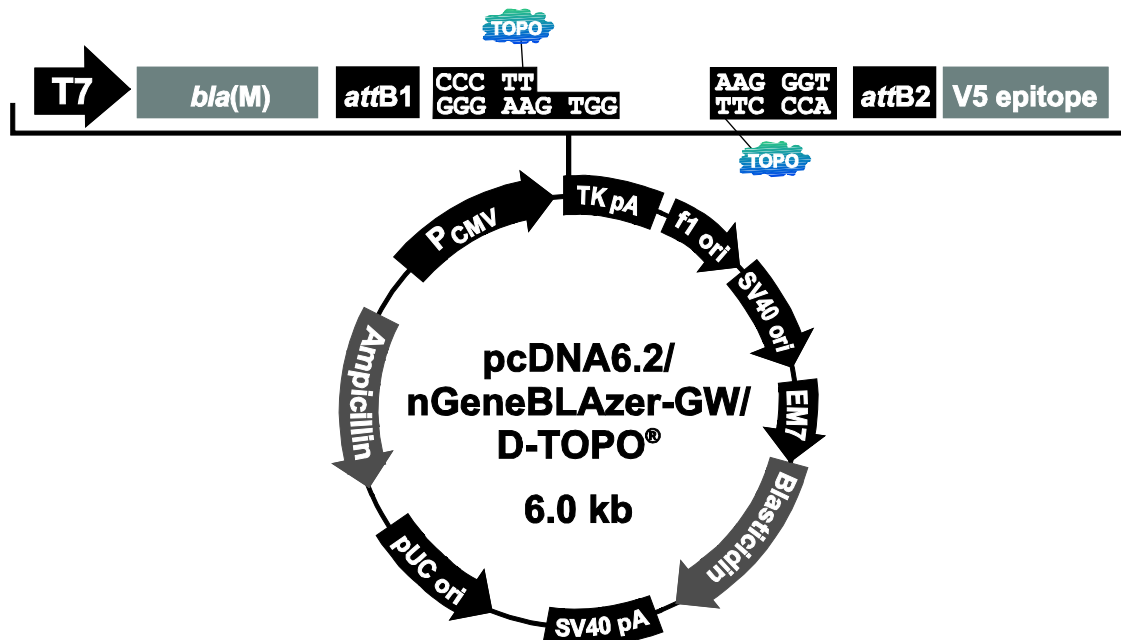 TOPO
T7
bla(M)
attB1
CCC TT
GGG AAG TGG
AAG GGT
TTC CCA
attB2
V5 epitope
TOPO
PCMV
TK pA
f1 ori
SV40 ori
EM7
Blasticidin
SV40 pA
pUC ori
Ampicillin
pcDNA6.2/
nGeneBLAzer-GW/
D-TOPO®
6.0 kb